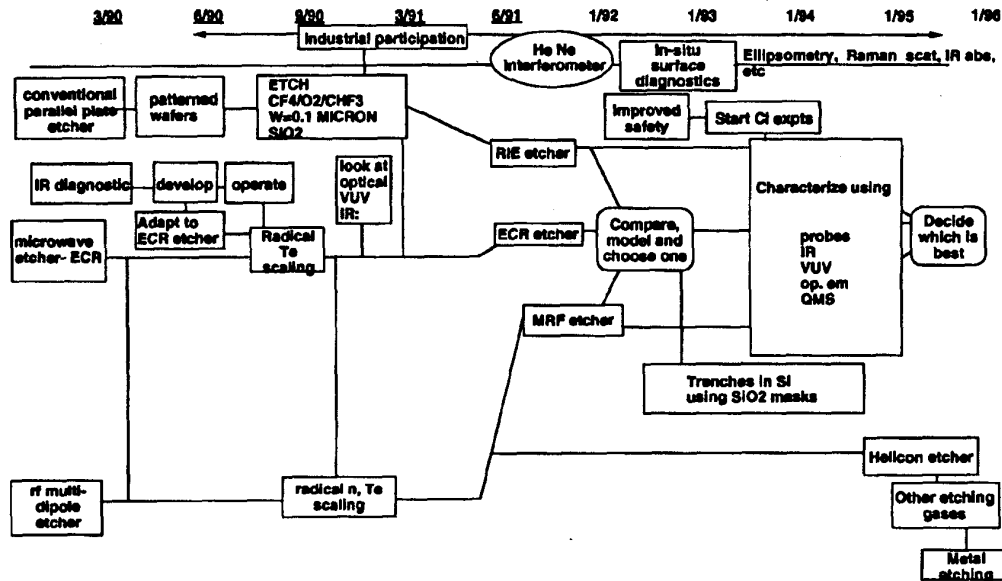 3/90 6/90 9/90 3/91 6/91 1/92 1/93 1/94 1/95 1/96
Industrial participation
He Ne
Interferometer
In-situ
surface
diagnostics
Ellipsometry, Raman scat, IR abs,
etc
conventional
parallel plate
etcher
patterned
wafers
ETCH
CF4/O2/CHF3
W=0.1 MICRON
SIO2
Improved
safety
Start Cl expts
RIE etcher
IR diagnostic
develop
operate
look at
optical
VUV
IR:
Characterize using
probes
IR
VUV
op. em
QMS
Adapt to
ECR etcher
microwave
etcher- ECR
Radical
Te
scaling
ECR etcher
Compare,
model and
choose one
Decide
which is
best
MRF etcher
Trenches in Si
using SiO2 masks
rf multi-
dipole
etcher
radical n, Te
scaling
Helicon etcher
Other etching
gases
Metal
etching